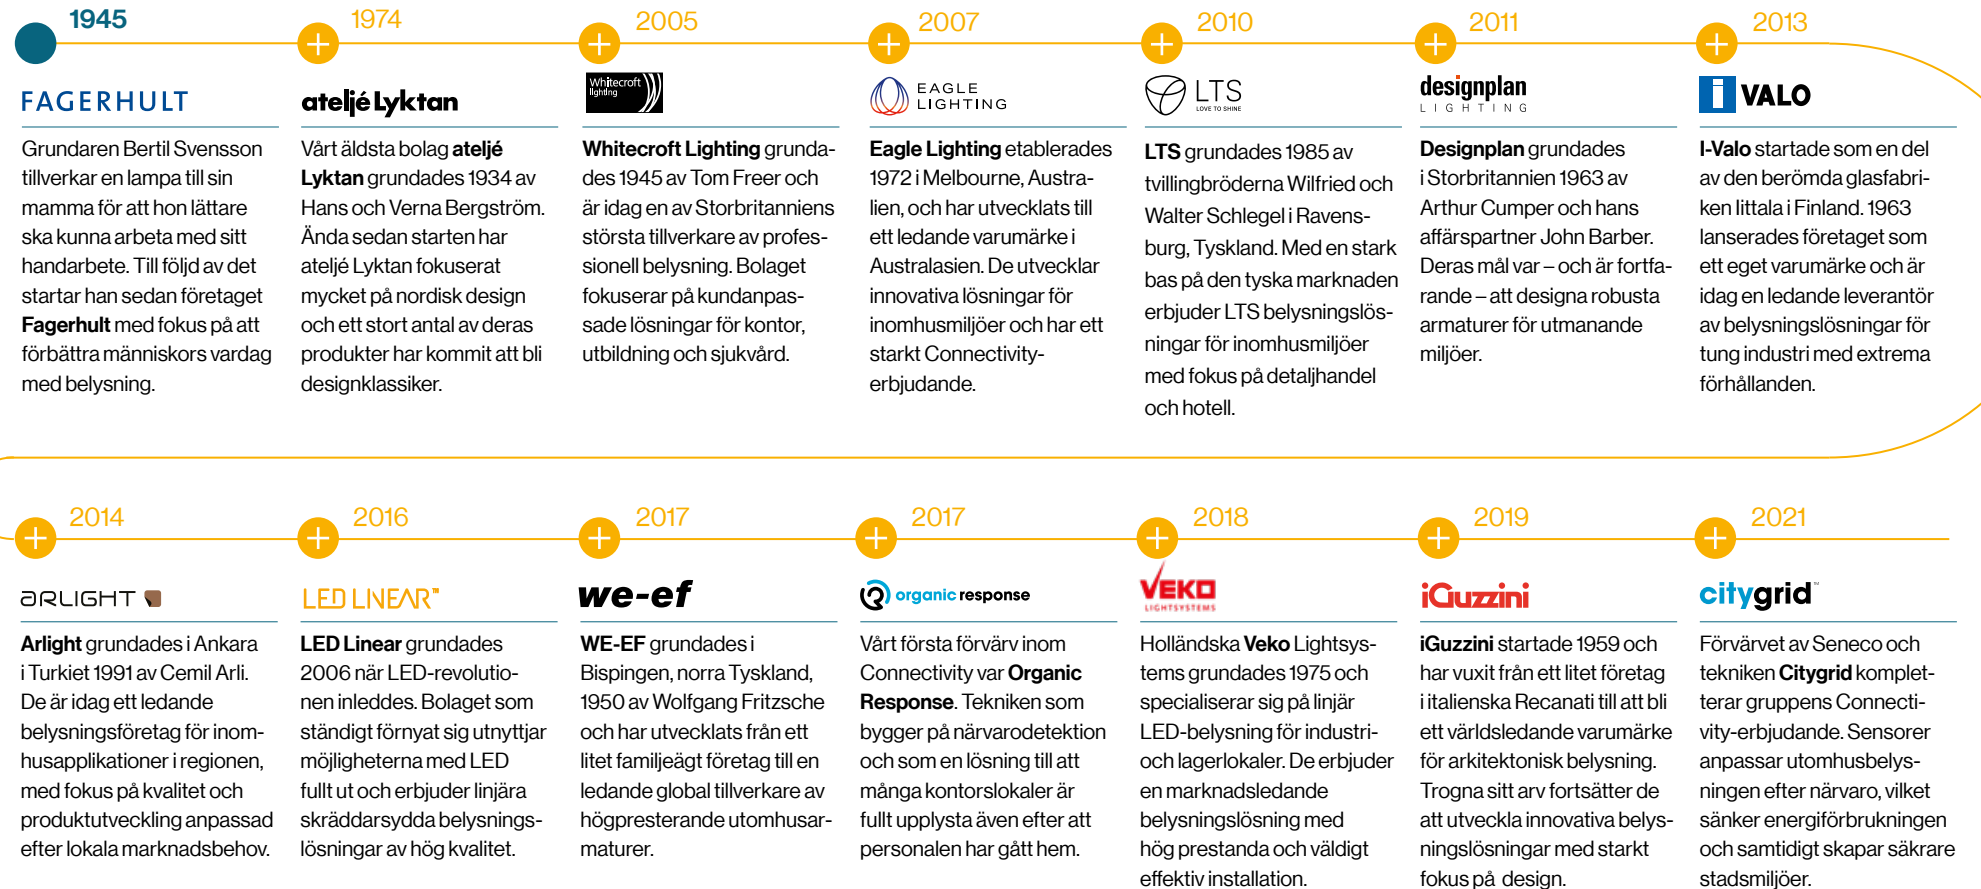 1945
FAGERHULT
Grundaren Bertil Svensson
tillverkar en lampa till sin
mamma för att hon lättare
ska kunna arbeta med sitt
handarbete. Till följd av det
startar han sedan företaget
Fagerhult med fokus på att
förbättra människors vardag
med belysning.
1974
ateljé Lyktan
Vårt äldsta bolag ateljé
Lyktan grundades 1934 av
Hans och Verna Bergström.
Ända sedan starten har
ateljé Lyktan fokuserat
mycket på nordisk design
och ett stort antal av deras
produkter har kommit att bli
designklassiker.
2005
Whitecroft
lighting
Whitecroft Lighting grunda-
des 1945 av Tom Freer och
är idag en av Storbritanniens
största tillverkare av profes-
sionell belysning. Bolaget
fokuserar på kundanpas-
sade lösningar för kontor,
utbildning och sjukvård.
2007
EAGLE
LIGHTING
Eagle Lighting etablerades
1972 i Melbourne, Austra-
lien, och har utvecklats till
ett ledande varumärke i
Australasien. De utvecklar
innovativa lösningar för
inomhusmiljöer och har ett
starkt Connectivity-
erbjudande.
2010
LTS
LOVE TO SHINE
LTS grundades 1985 av
tvillingbröderna Wilfried och
Walter Schlegel i Ravens-
burg, Tyskland. Med en stark
bas på den tyska marknaden
erbjuder LTS belysningslös-
ningar för inomhusmiljöer
med fokus på detaljhandel
och hotell.
2011
designplan
LIGHTING
Designplan grundades
i Storbritannien 1963 av
Arthur Cumper och hans
affärspartner John Barber.
Deras mål var – och är fortfa-
rande – att designa robusta
armaturer för utmanande
miljöer.
2013
i VALO
I-Valo startade som en del
av den berömda glasfabri-
ken Iittala i Finland. 1963
lanserades företaget som
ett eget varumärke och är
idag en ledande leverantör
av belysningslösningar för
tung industri med extrema
förhållanden.
2014
ARLIGHT
Arlight grundades i Ankara
i Turkiet 1991 av Cemil Arli.
De är idag ett ledande
belysningsföretag för inom-
husapplikationer i regionen,
med fokus på kvalitet och
produktutveckling anpassad
efter lokala marknadsbehov.
2016
LED LINEAR™
LED Linear grundades
2006 när LED-revolutio-
nen inleddes. Bolaget som
ständigt förnyat sig utnyttjar
möjligheterna med LED
fullt ut och erbjuder linjära
skräddarsydda belysnings-
lösningar av hög kvalitet.
2017
we-ef
WE-EF grundades i
Bispingen, norra Tyskland,
1950 av Wolfgang Fritzsche
och har utvecklats från ett
litet familjeägt företag till en
ledande global tillverkare av
högpresterande utomhusar-
maturer.
2017
organic response
Vårt första förvärv inom
Connectivity var Organic
Response. Tekniken som
bygger på närvarodetektion
och som en lösning till att
många kontorslokaler är
fullt upplysta även efter att
personalen har gått hem.
2018
VEKO
LIGHTSYSTEMS
Holländska Veko Lightsys-
tems grundades 1975 och
specialiserar sig på linjär
LED-belysning för industri-
och lagerlokaler. De erbjuder
en marknadsledande
belysningslösning med
hög prestanda och väldigt
effektiv installation.
2019
iGuzzini
iGuzzini startade 1959 och
har vuxit från ett litet företag
i italienska Recanati till att bli
ett världsledande varumärke
för arkitektonisk belysning.
Trogna sitt arv fortsätter de
att utveckla innovativa belys-
ningslösningar med starkt
fokus på design.
2021
citygrid™
Förvärvet av Seneco och
tekniken Citygrid komplet-
terar gruppens Connecti-
vity-erbjudande. Sensorer
anpassar utomhusbelys-
ningen efter närvaro, vilket
sänker energiförbrukningen
och samtidigt skapar säkrare
stadsmiljöer.